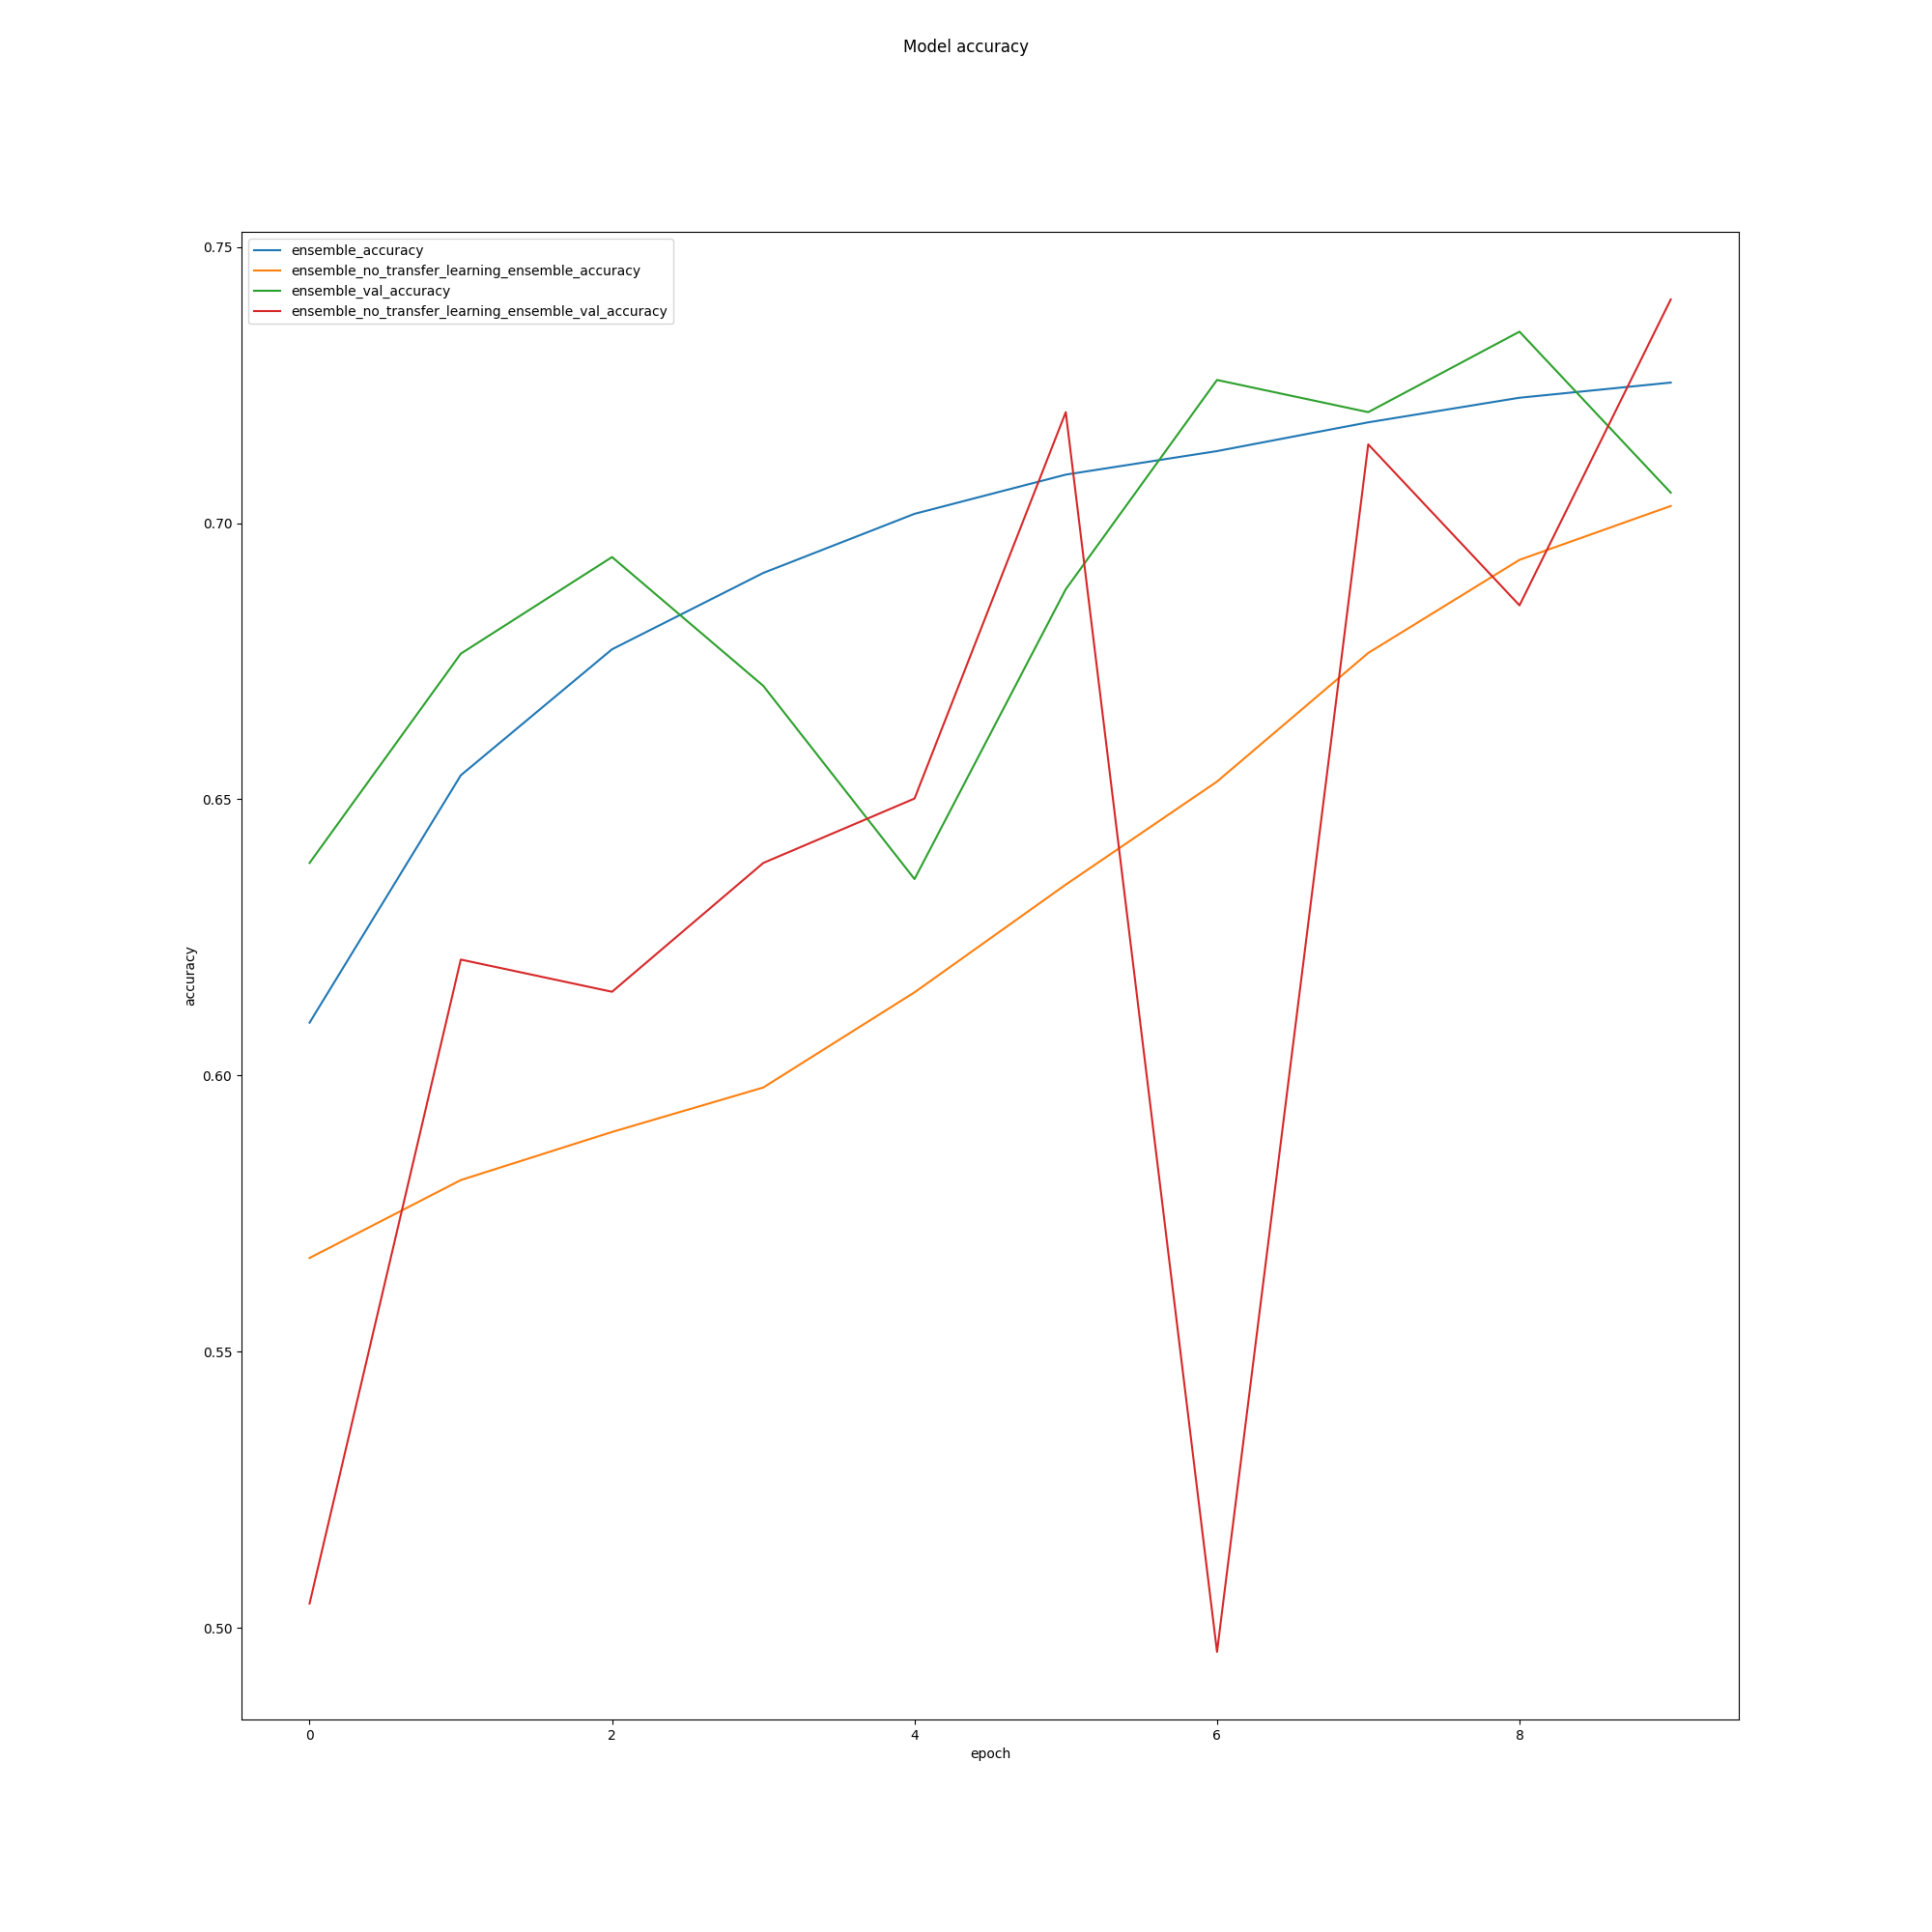 Model accuracy
ensemble_accuracy
ensemble_no_transfer_learning_ensemble_accuracy
ensemble_val_accuracy
ensemble_no_transfer_learning_ensemble_val_accuracy
0.75
0.70
0.65
0.60
0.55
0.50
accuracy
0 2 4 6 8
epoch